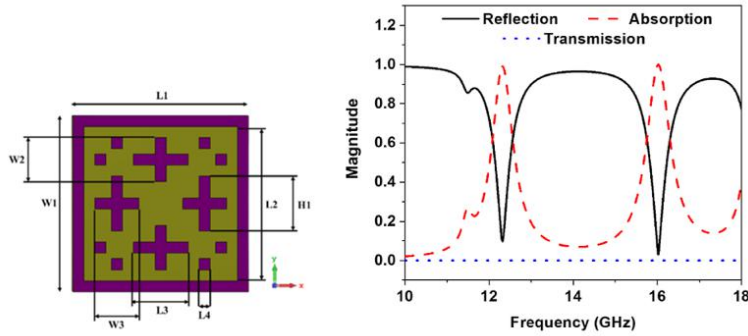 L1
W2
W1
L2
H1
y
x
W3
L3
L4
Reflection Absorption
Transmission
Magnitude
1.2
1.0
0.8
0.6
0.4
0.2
0.0
10 12 14 16 18
Frequency (GHz)